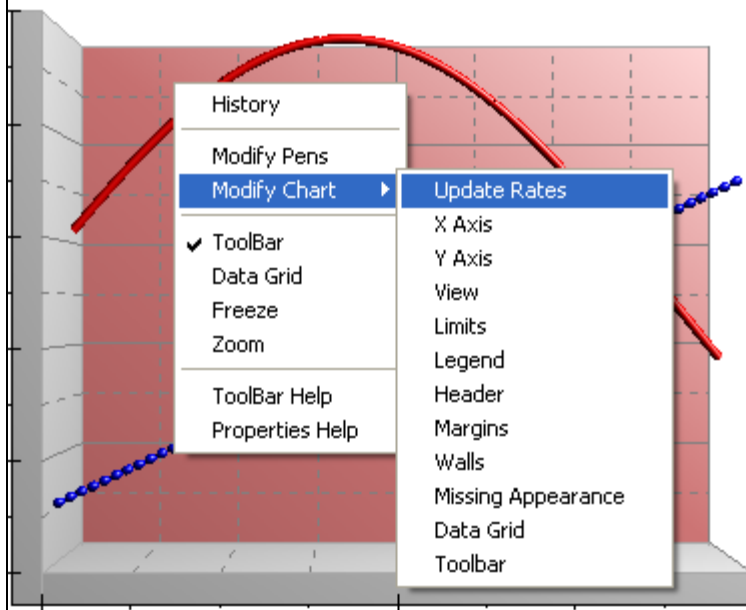 History
Modify Pens
Modify Chart
ToolBar
Data Grid
Freeze
Zoom
ToolBar Help
Properties Help
Update Rates
X Axis
Y Axis
View
Limits
Legend
Header
Margins
Walls
Missing Appearance
Data Grid
Toolbar